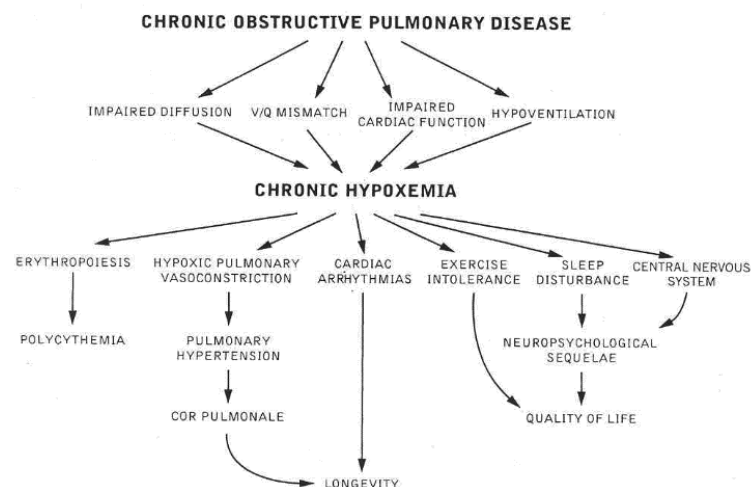 CHRONIC OBSTRUCTIVE PULMONARY DISEASE
IMPAIRED DIFFUSION
V/Q MISMATCH
IMPAIRED
CARDIAC FUNCTION
HYPOVENTILATION
CHRONIC HYPOXEMIA
ERYTHROPOIESIS
HYPOXIC PULMONARY
VASOCONSTRICTION
CARDIAC
ARRHYTHMIAS
EXERCISE
INTOLERANCE
SLEEP
DISTURBANCE
CENTRAL NERVOUS
SYSTEM
POLYCYTHEMIA
PULMONARY
HYPERTENSION
NEUROPSYCHOLOGICAL
SEQUELAE
COR PULMONALE
QUALITY OF LIFE
LONGEVITY